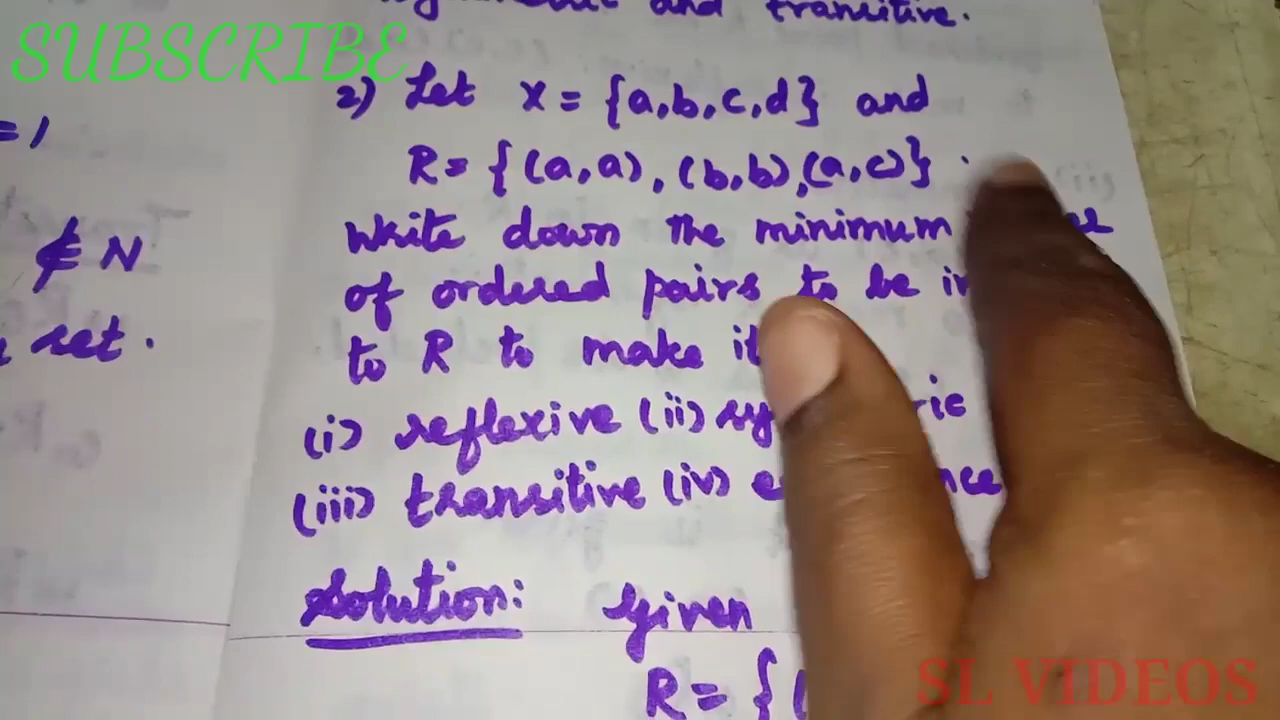 and transitive.
SUBSCRIBE
2) Let X = {a,b,c,d} and
= 1
R = {(a,a), (b,b), (a,c)}.
Write down the minimum
∉ N
of ordered pairs to be
set.
to R to make it
(i) reflexive (ii)
(iii) transitive (iv)
Solution: Given
R = {(
SL VIDEOS